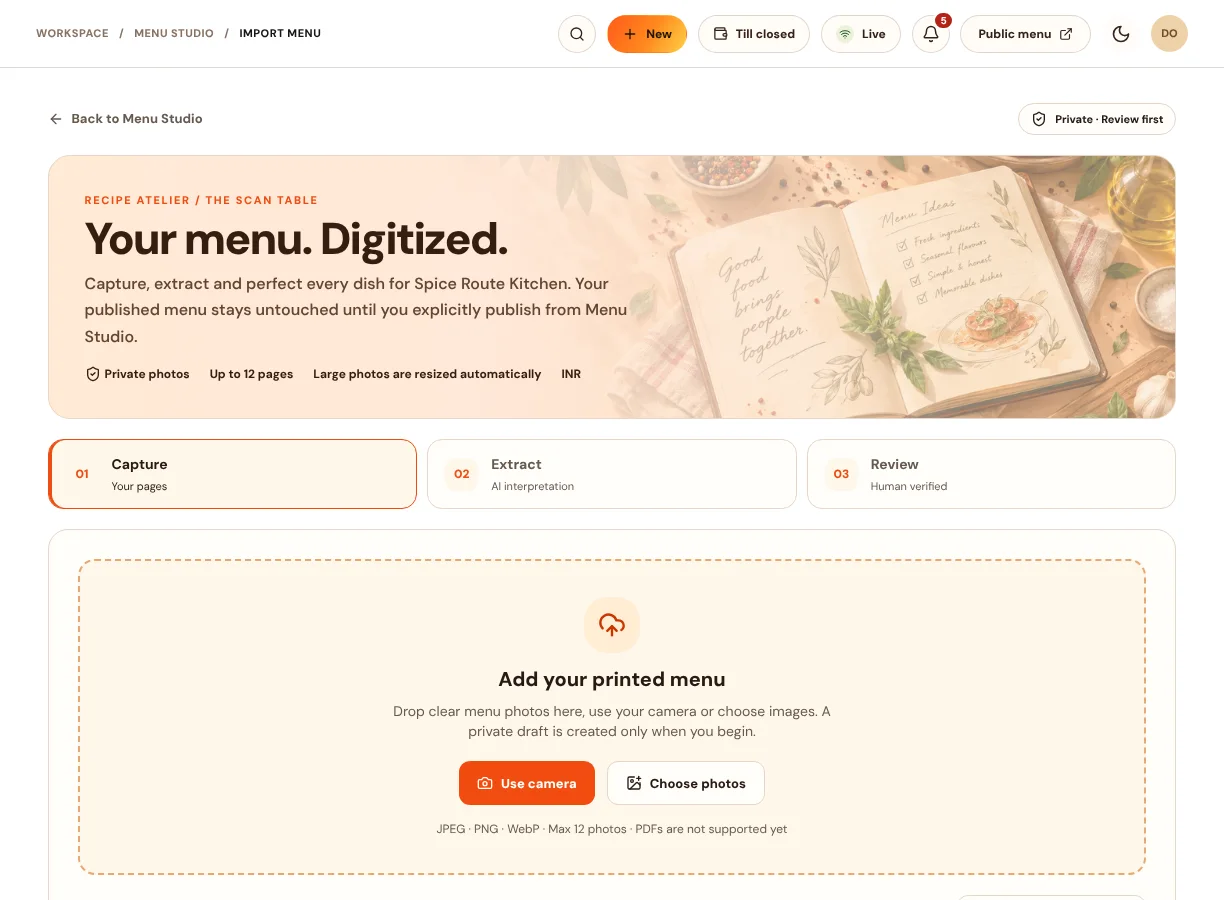 WORKSPACE / MENU STUDIO / IMPORT MENU
New
Till closed
Live
5
Public menu
DO
Back to Menu Studio
Private · Review first
RECIPE ATELIER / THE SCAN TABLE
Your menu. Digitized.
Capture, extract and perfect every dish for Spice Route Kitchen. Your
published menu stays untouched until you explicitly publish from Menu
Studio.
Private photos
Up to 12 pages
Large photos are resized automatically
INR
Good
food
brings
people
together.
Menu Ideas
Fresh ingredients
Seasonal flavours
Simple & honest
Memorable dishes
01
Capture
Your pages
02
Extract
AI interpretation
03
Review
Human verified
Add your printed menu
Drop clear menu photos here, use your camera or choose images. A
private draft is created only when you begin.
Use camera
Choose photos
JPEG · PNG · WebP · Max 12 photos · PDFs are not supported yet